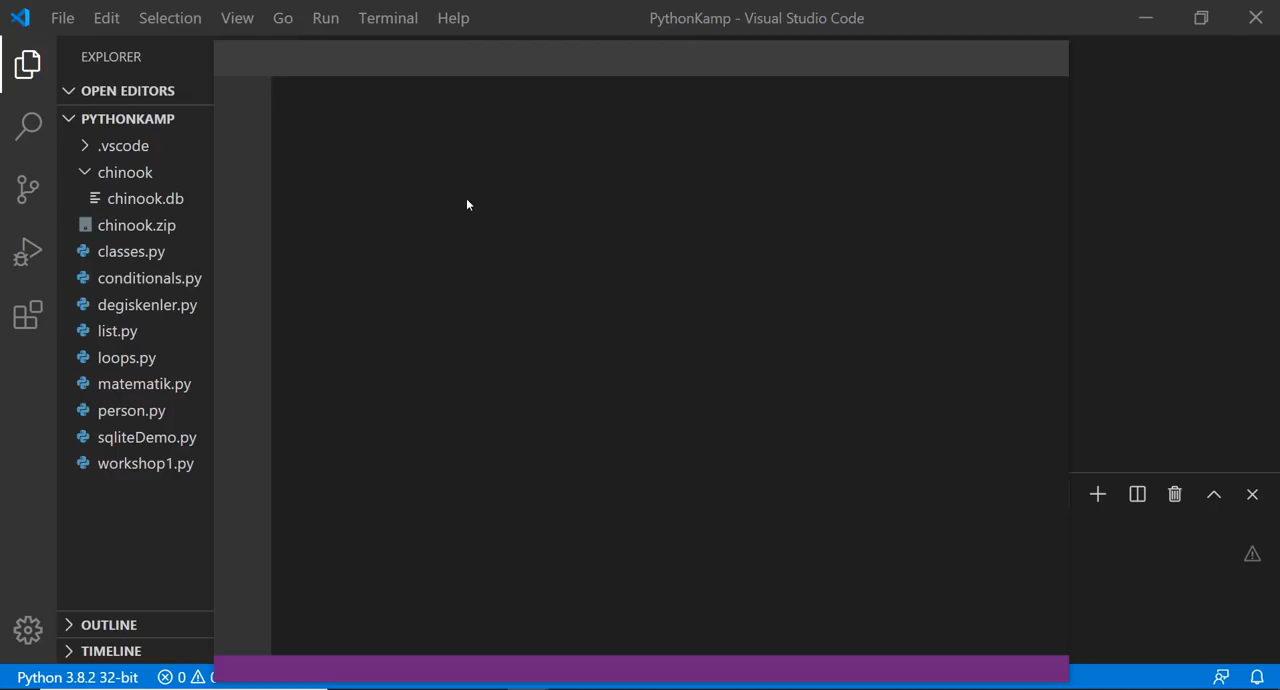 File Edit Selection View Go Run Terminal Help PythonKamp - Visual Studio Code
EXPLORER
OPEN EDITORS
PYTHONKAMP
.vscode
chinook
chinook.db
chinook.zip
classes.py
conditionals.py
degiskenler.py
list.py
loops.py
matematik.py
person.py
sqliteDemo.py
workshop1.py
OUTLINE
TIMELINE
Python 3.8.2 32-bit 0